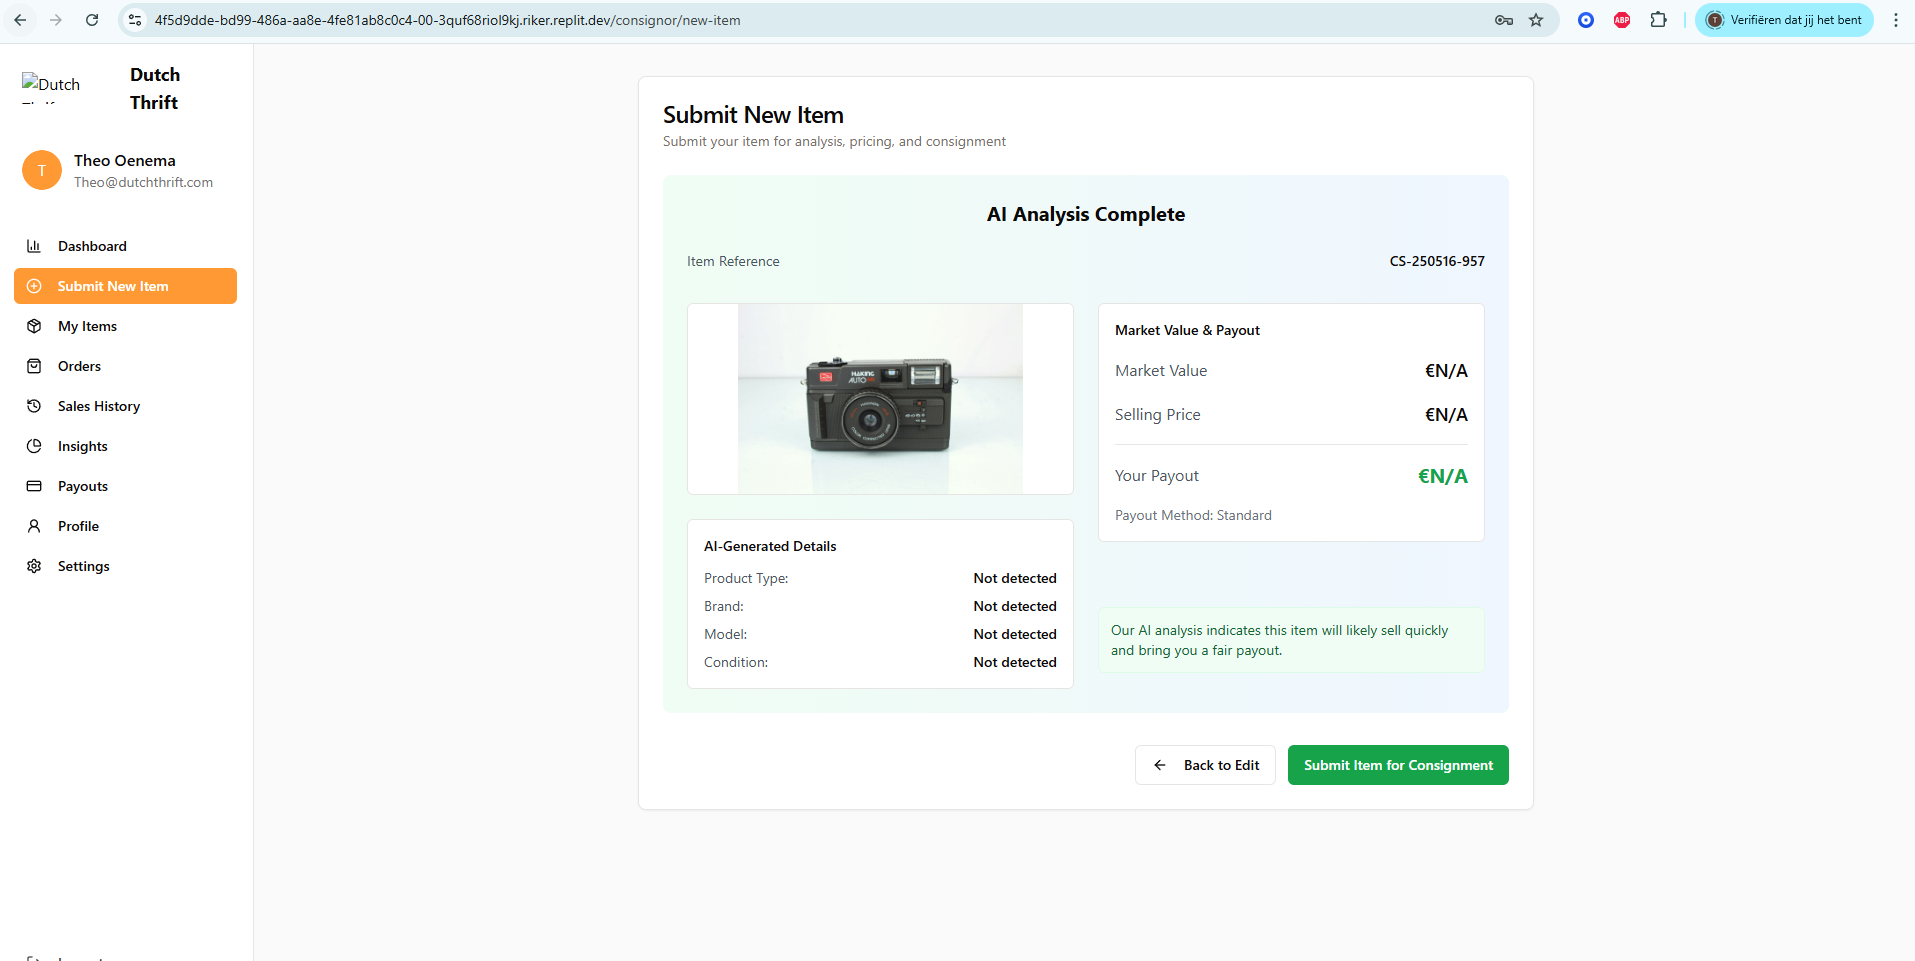 4f5d9dde-bd99-486a-aa8e-4fe81ab8c0c4-00-3quf68riol9kj.riker.replit.dev/consignor/new-item
ABP
T
Verifiëren dat jij het bent
Dutch
Dutch
Thrift
T
Theo Oenema
Theo@dutchthrift.com
Dashboard
Submit New Item
My Items
Orders
Sales History
Insights
Payouts
Profile
Settings
Submit New Item
Submit your item for analysis, pricing, and consignment
AI Analysis Complete
Item Reference
CS-250516-957
HAKING
AUTO
Market Value & Payout
Market Value
€N/A
Selling Price
€N/A
Your Payout
€N/A
Payout Method: Standard
AI-Generated Details
Product Type:
Not detected
Brand:
Not detected
Model:
Not detected
Condition:
Not detected
Our AI analysis indicates this item will likely sell quickly
and bring you a fair payout.
Back to Edit
Submit Item for Consignment